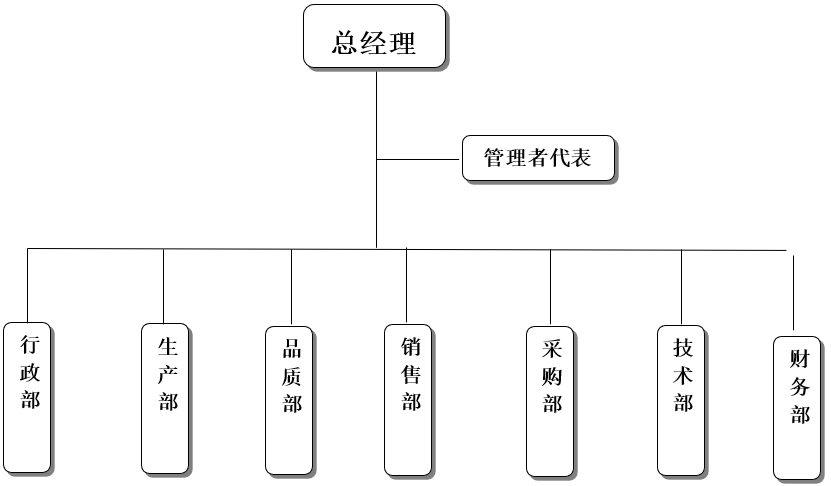 总经理
管理者代表
行政部
生产部
品质部
销售部
采购部
技术部
财务部